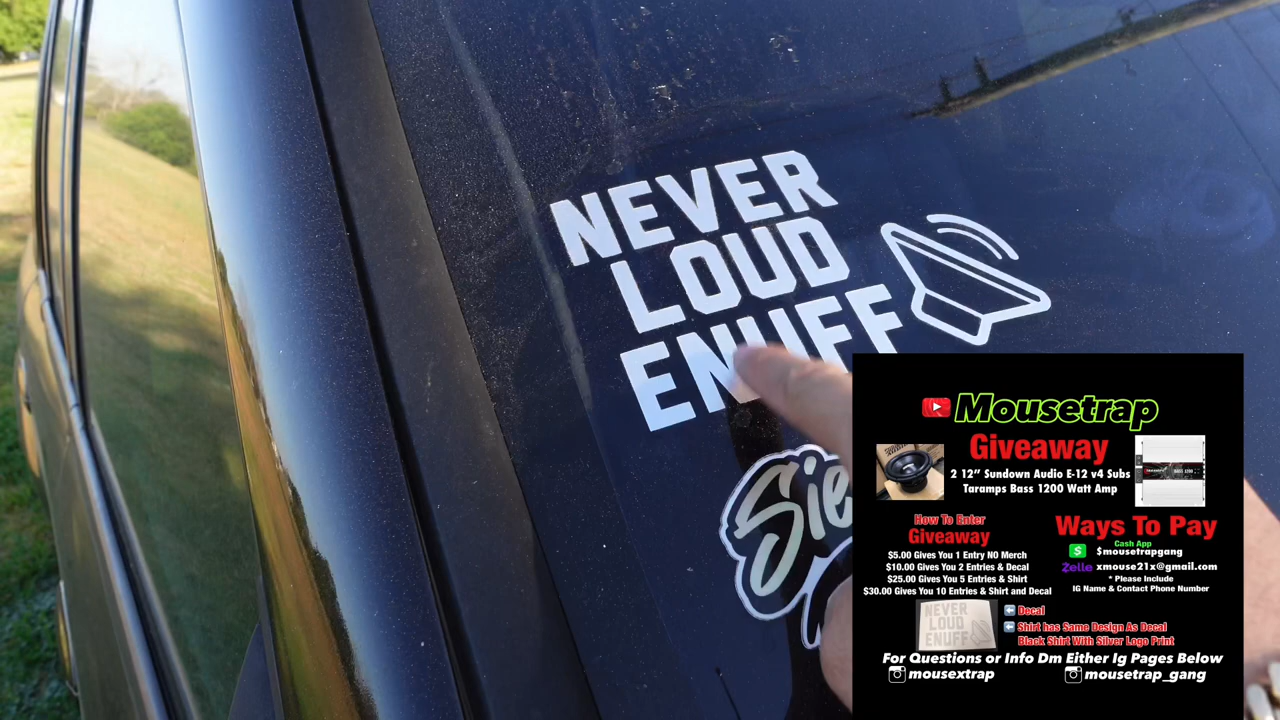 NEVER
LOUD
ENUFF
Sie
Mousetrap
Giveaway
2 12” Sundown Audio E-12 v4 Subs
Taramps Bass 1200 Watt Amp
How To Enter
Giveaway
$5.00 Gives You 1 Entry NO Merch
$10.00 Gives You 2 Entries & Decal
$25.00 Gives You 5 Entries & Shirt
$30.00 Gives You 10 Entries & Shirt and Decal
Ways To Pay
Cash App
$mousetrapgang
Zelle xmouse21x@gmail.com
* Please Include
IG Name & Contact Phone Number
NEVER
LOUD
ENUFF
Decal
Shirt has Same Design As Decal
Black Shirt With Silver Logo Print
For Questions or Info Dm Either Ig Pages Below
mousextrap
mousetrap_gang